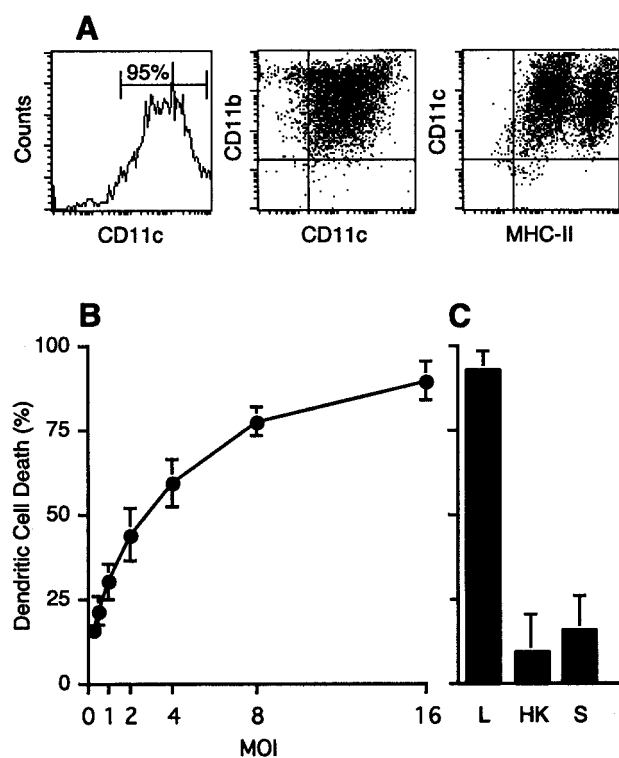 A
95%
Counts
CD11c
CD11b
CD11c
CD11c
MHC-II
B
Dendritic Cell Death (%)
100
75
50
25
0
0 1 2 4 8 16
MOI
C
L HK S